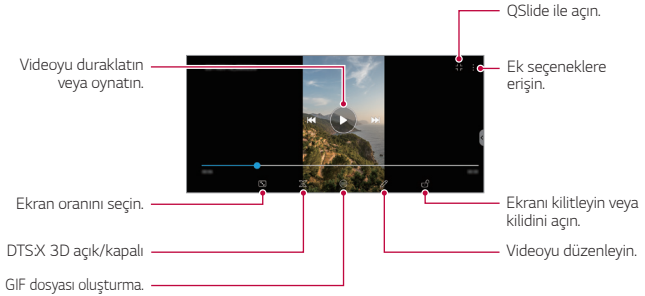 QSlide ile açın.
Videoyu duraklatın
veya oynatın.
Ek seçeneklere
erişin.
Ekran oranını seçin.
Ekranı kilitleyin veya
kilidini açın.
DTS:X 3D açık/kapalı
Videoyu düzenleyin.
GIF dosyası oluşturma.